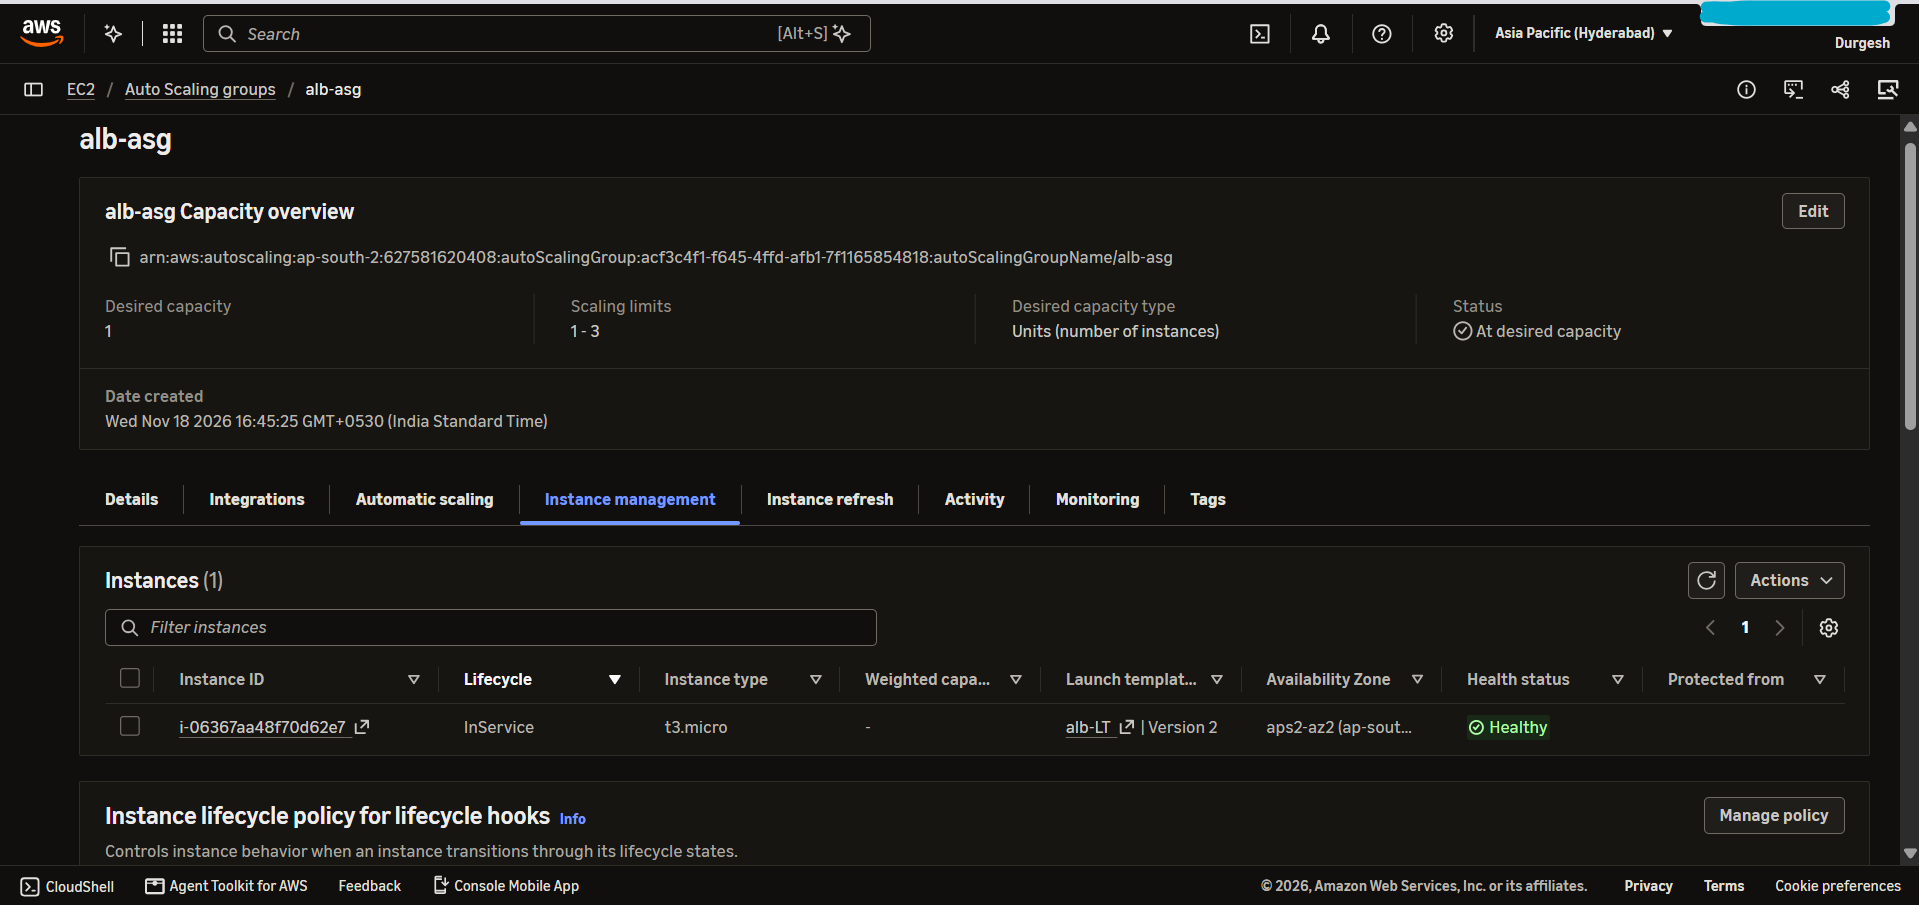 aws
Search [Alt+S]
Asia Pacific (Hyderabad)
Durgesh
EC2 / Auto Scaling groups / alb-asg
alb-asg
alb-asg Capacity overview
Edit
arn:aws:autoscaling:ap-south-2:627581620408:autoScalingGroup:acf3c4f1-f645-4ffd-afb1-7f1165854818:autoScalingGroupName/alb-asg
Desired capacity
1
Scaling limits
1 - 3
Desired capacity type
Units (number of instances)
Status
At desired capacity
Date created
Wed Nov 18 2026 16:45:25 GMT+0530 (India Standard Time)
Details Integrations Automatic scaling Instance management Instance refresh Activity Monitoring Tags
Instances (1)
Actions
Filter instances
1
Instance ID Lifecycle Instance type Weighted capa... Launch templat... Availability Zone Health status Protected from
i-06367aa48f70d62e7 InService t3.micro - alb-LT | Version 2 aps2-az2 (ap-sout... Healthy
Instance lifecycle policy for lifecycle hooks Info
Manage policy
Controls instance behavior when an instance transitions through its lifecycle states.
CloudShell Agent Toolkit for AWS Feedback Console Mobile App © 2026, Amazon Web Services, Inc. or its affiliates. Privacy Terms Cookie preferences